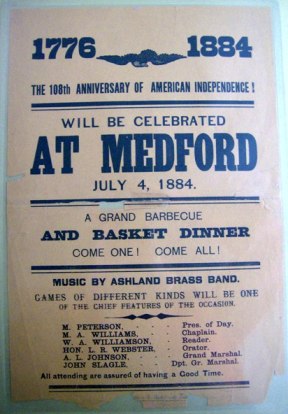 1776 1884
THE 108th ANNIVERSARY OF AMERICAN INDEPENDENCE!
WILL BE CELEBRATED
AT MEDFORD
JULY 4, 1884.
A GRAND BARBECUE
AND BASKET DINNER
COME ONE! COME ALL!
MUSIC BY ASHLAND BRASS BAND.
GAMES OF DIFFERENT KINDS WILL BE ONE
OF THE CHIEF FEATURES OF THE OCCASION.
M. PETERSON, Pres. of Day.
M. A. WILLIAMS, Chaplain.
W. A. WILLIAMSON, Reader.
HON. L. R. WEBSTER, Orator.
A. L. JOHNSON, Grand Marshal.
JOHN SLAGLE, Dpt. Gr. Marshal.
All attending are assured of having a Good Time.